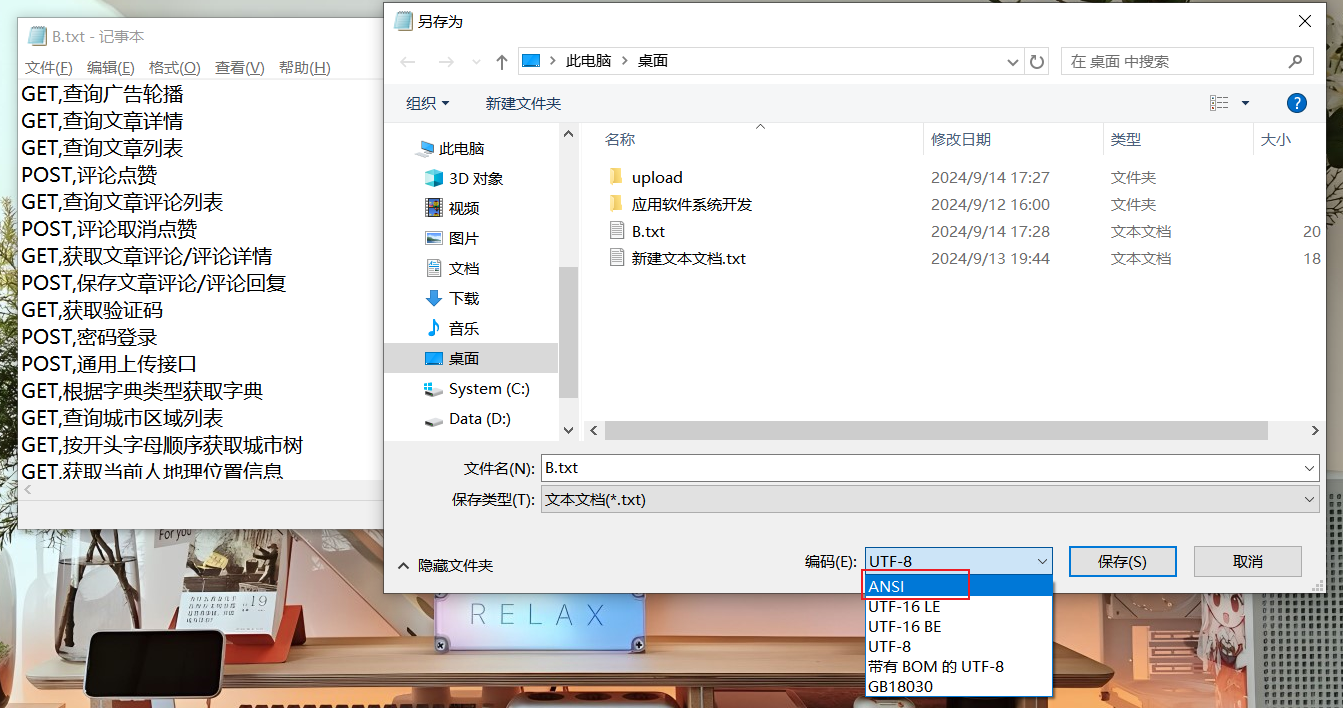 B.txt - 记事本
文件(F) 编辑(E) 格式(O) 查看(V) 帮助(H)
GET,查询广告轮播
GET,查询文章详情
GET,查询文章列表
POST,评论点赞
GET,查询文章评论列表
POST,评论取消点赞
GET,获取文章评论/评论详情
POST,保存文章评论/评论回复
GET,获取验证码
POST,密码登录
POST,通用上传接口
GET,根据字典类型获取字典
GET,查询城市区域列表
GET,按开头字母顺序获取城市树
GET,获取当前人地理位置信息
另存为
此电脑 桌面
在 桌面 中搜索
组织 新建文件夹
此电脑
3D 对象
视频
图片
文档
下载
音乐
桌面
System (C:)
Data (D:)
名称 修改日期 类型 大小
upload 2024/9/14 17:27 文件夹
应用软件系统开发 2024/9/12 16:00 文件夹
B.txt 2024/9/14 17:28 文本文档 20
新建文本文档.txt 2024/9/13 19:44 文本文档 18
文件名(N): B.txt
保存类型(T): 文本文档(*.txt)
隐藏文件夹
编码(E): UTF-8
保存(S) 取消
ANSI
UTF-16 LE
UTF-16 BE
UTF-8
带有 BOM 的 UTF-8
GB18030
For you
19
RELAX